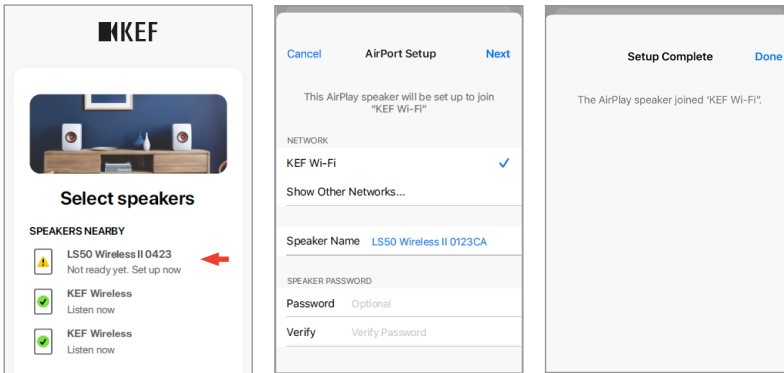 KEF
Select speakers
SPEAKERS NEARBY
LS50 Wireless II 0423
Not ready yet. Set up now
KEF Wireless
Listen now
KEF Wireless
Listen now
Cancel AirPort Setup Next
This AirPlay speaker will be set up to join
“KEF Wi-Fi”
NETWORK
KEF Wi-Fi
Show Other Networks...
Speaker Name LS50 Wireless II 0123CA
SPEAKER PASSWORD
Password Optional
Verify Verify Password
Setup Complete Done
The AirPlay speaker joined ‘KEF Wi-Fi”.